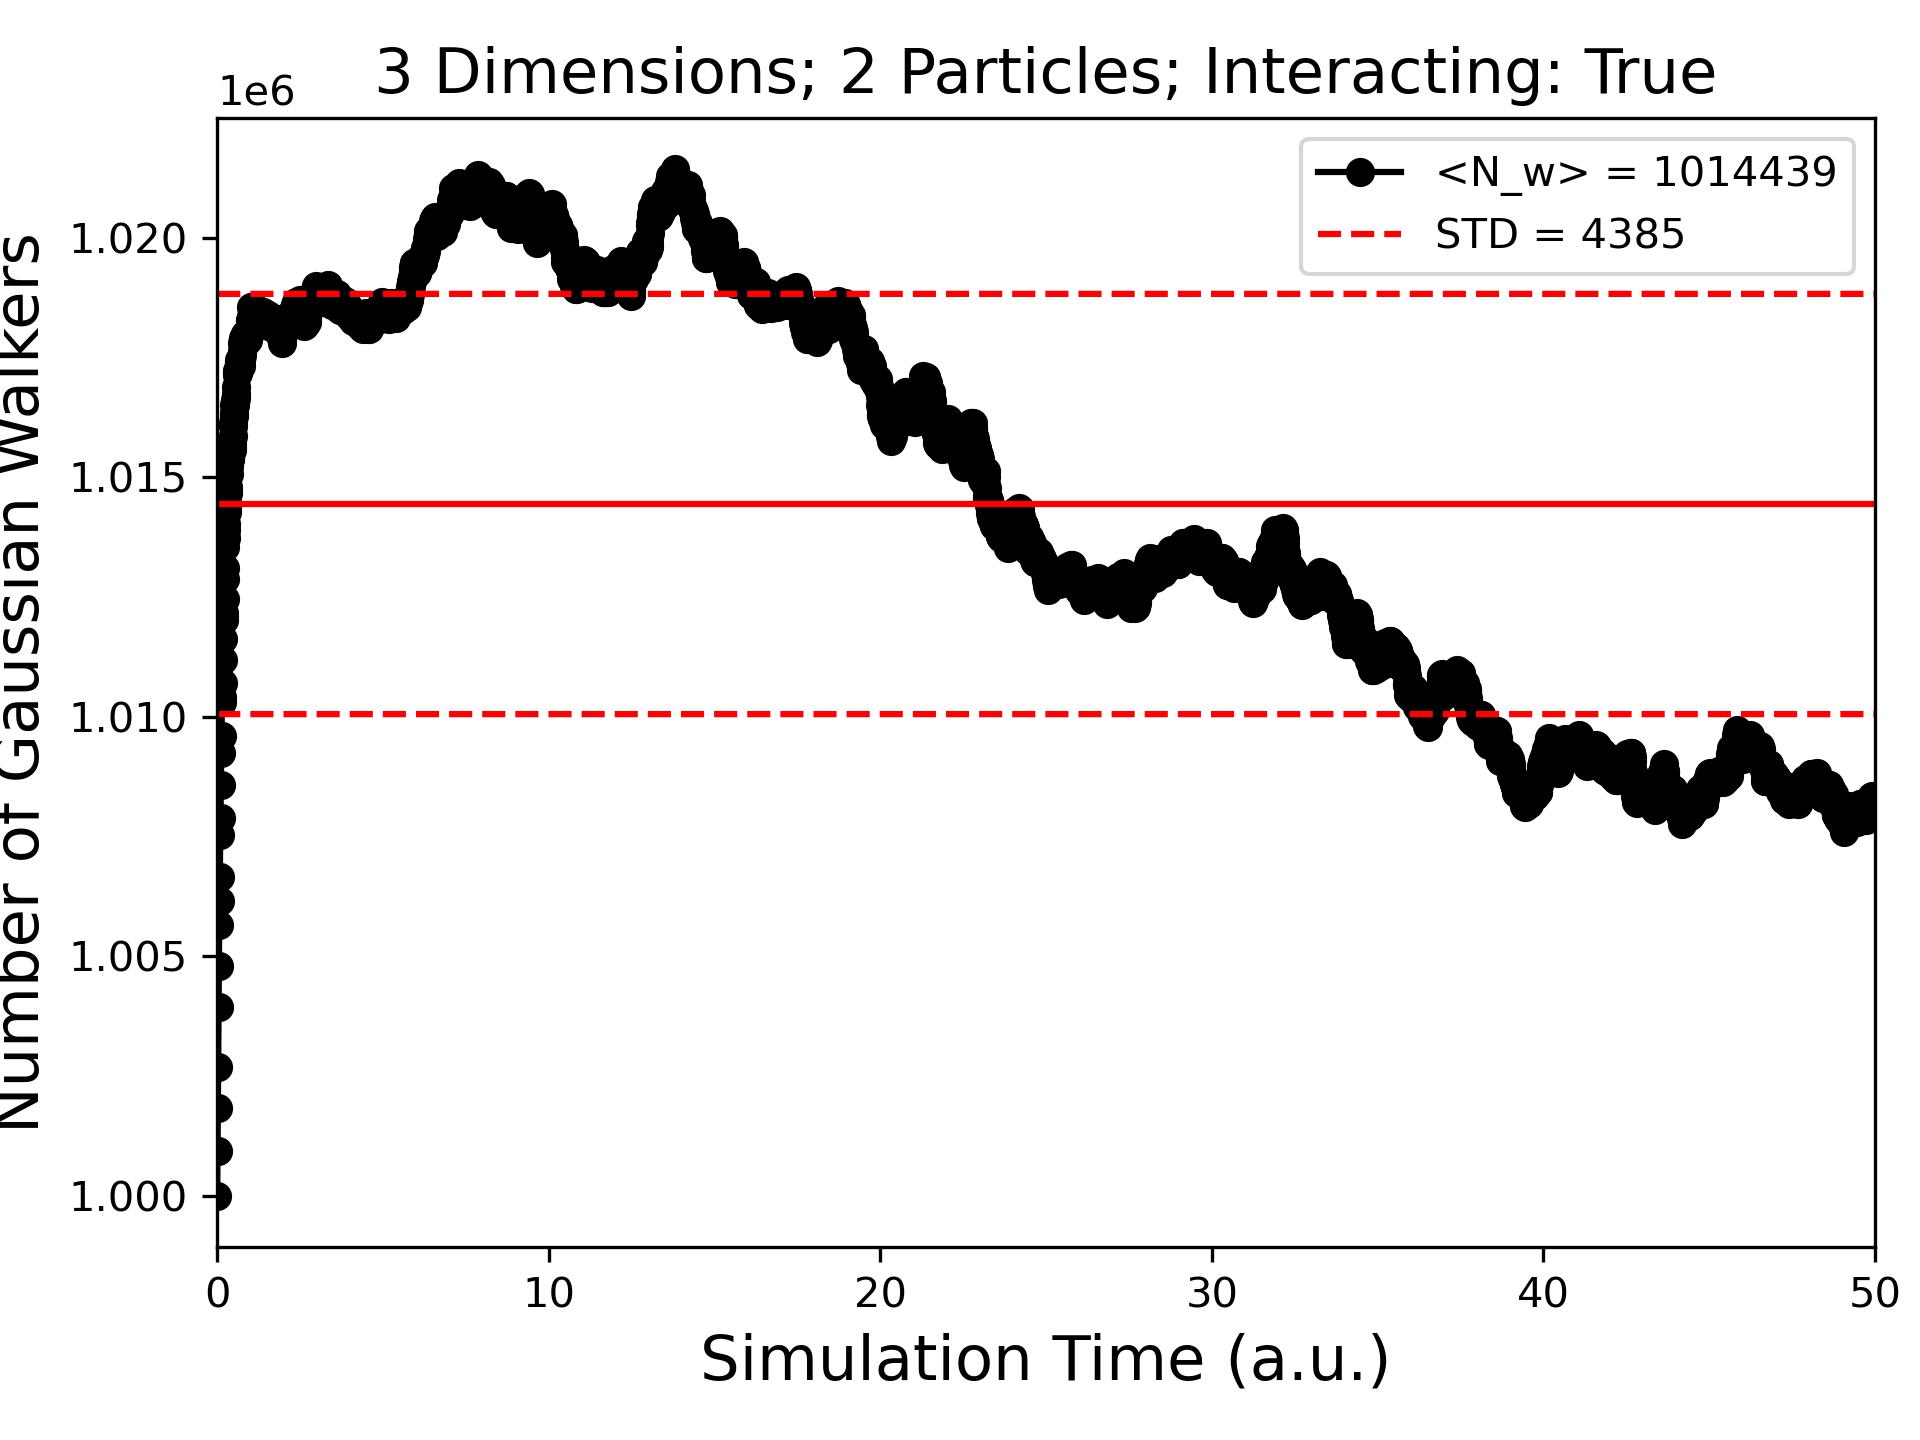 3 Dimensions; 2 Particles; Interacting: True
1e6
<N_w> = 1014439
STD = 4385
Number of Gaussian Walkers
1.020
1.015
1.010
1.005
1.000
0 10 20 30 40 50
Simulation Time (a.u.)